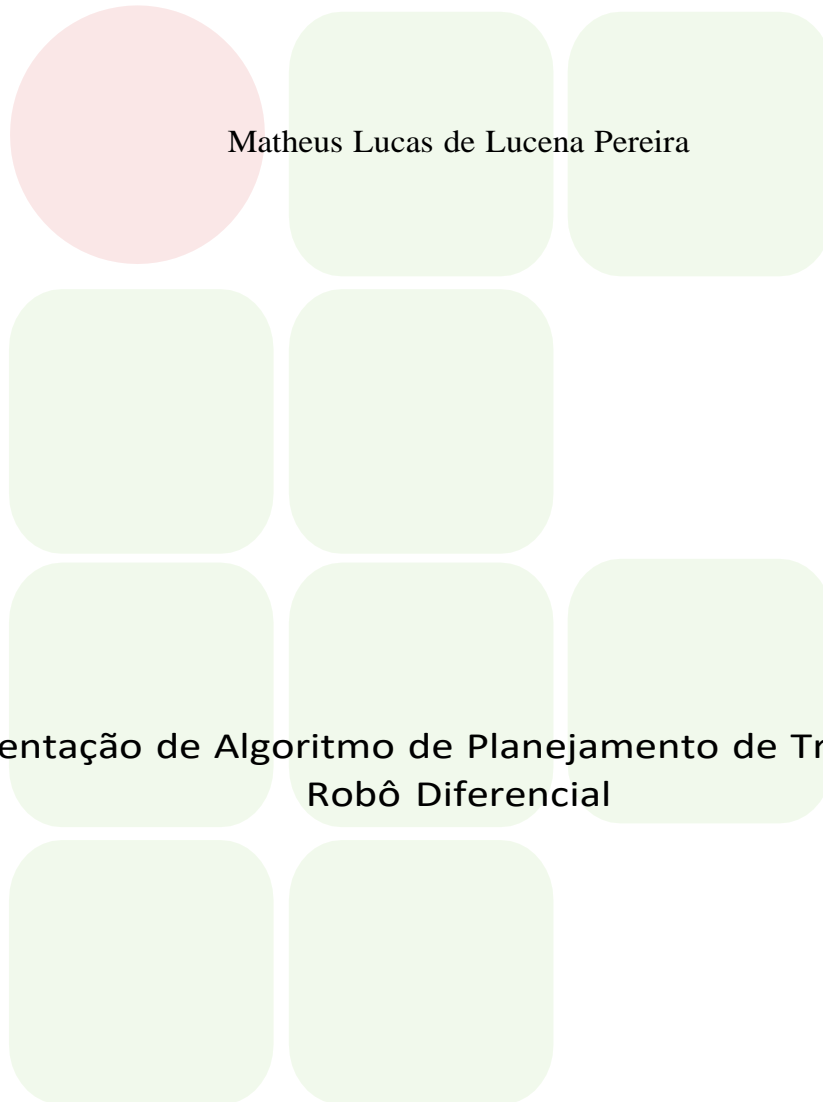 Matheus Lucas de Lucena Pereira
entação de Algoritmo de Planejamento de Tr
Robô Diferencial